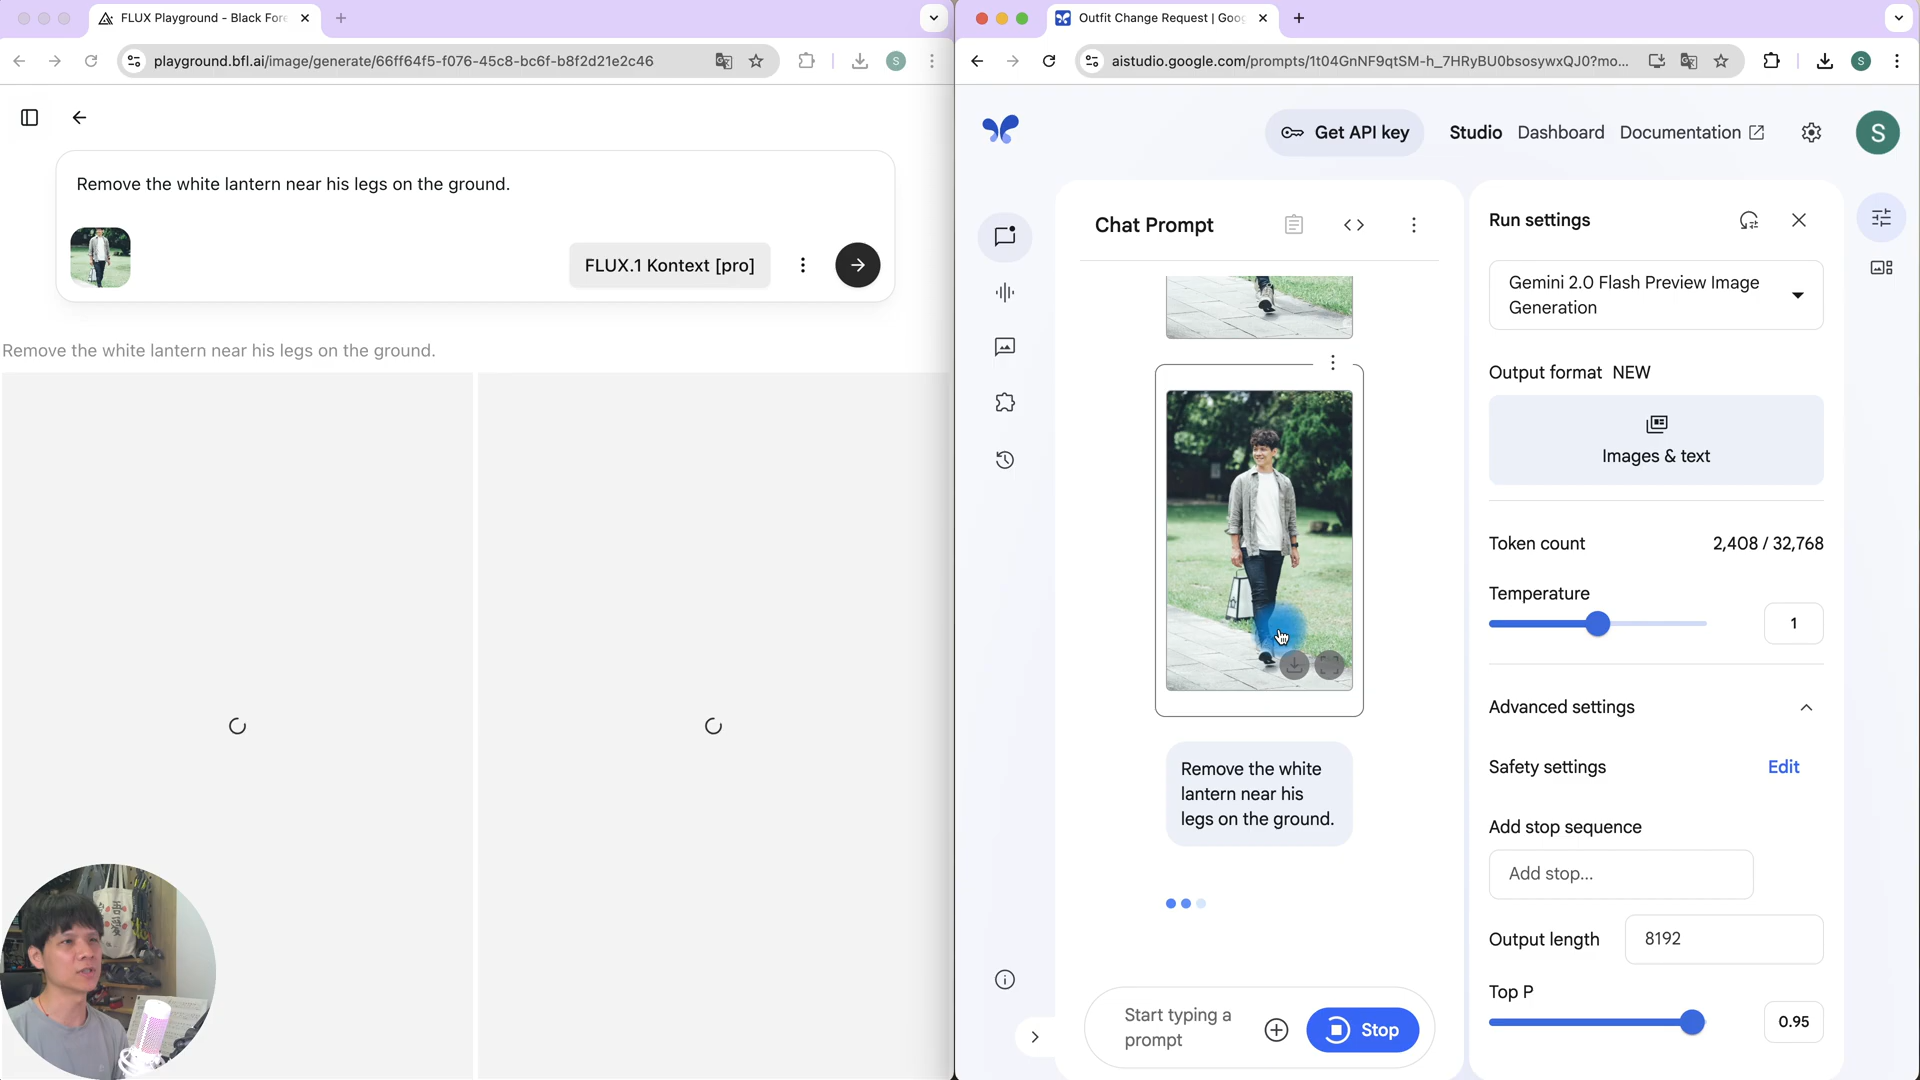 FLUX Playground - Black Fore
playground.bfl.ai/image/generate/66ff64f5-f076-45c8-bc6f-b8f2d21e2c46
S
Remove the white lantern near his legs on the ground.
FLUX.1 Kontext [pro]
Remove the white lantern near his legs on the ground.
Outfit Change Request | Goog
aistudio.google.com/prompts/1t04GnNF9qtSM-h_7HRyBU0bsosywxQJ0?mo...
S
Get API key
Studio
Dashboard
Documentation
S
Chat Prompt
Remove the white
lantern near his
legs on the ground.
Start typing a
prompt
Stop
Run settings
Gemini 2.0 Flash Preview Image
Generation
Output format NEW
Images & text
Token count 2,408 / 32,768
Temperature
1
Advanced settings
Safety settings Edit
Add stop sequence
Add stop...
Output length 8192
Top P
0.95